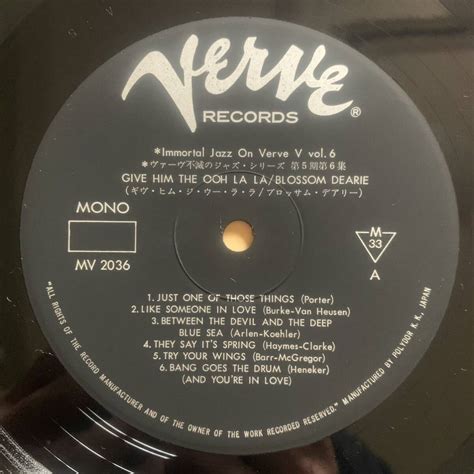 Verve
®
RECORDS
*Immortal Jazz On Verve V vol.6
*ヴァーヴ不滅のジャズ・シリーズ 第5期第6集
GIVE HIM THE OOH LA LA/BLOSSOM DEARIE
(ギヴ・ヒム・ジ・ウー・ラ・ラ/ブロッサム・デアリー)
MONO
MV 2036
M
33
A
1. JUST ONE OF THOSE THINGS (Porter)
2. LIKE SOMEONE IN LOVE (Burke-Van Heusen)
3. BETWEEN THE DEVIL AND THE DEEP
BLUE SEA (Arlen-Koehler)
4. THEY SAY IT'S SPRING (Haymes-Clarke)
5. TRY YOUR WINGS (Barr-McGregor)
6. BANG GOES THE DRUM (Heneker)
(AND YOU'RE IN LOVE)
"ALL RIGHTS OF THE RECORD MANUFACTURER AND OF THE OWNER OF THE WORK RECORDED RESERVED." MANUFACTURED BY POLYDOR K.K., JAPAN